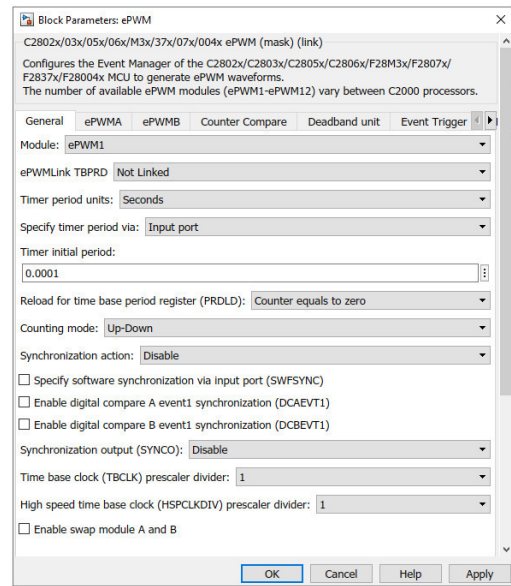 Block Parameters: ePWM
C2802x/03x/05x/06x/M3x/37x/07x/004x ePWM (mask) (link)
Configures the Event Manager of the C2802x/C2803x/C2805x/C2806x/F28M3x/F2807x/
F2837x/F28004x MCU to generate ePWM waveforms.
The number of available ePWM modules (ePWM1-ePWM12) vary between C2000 processors.
General ePWMA ePWMB Counter Compare Deadband unit Event Trigger
Module: ePWM1
ePWMLink TBPRD Not Linked
Timer period units: Seconds
Specify timer period via: Input port
Timer initial period:
0.0001
Reload for time base period register (PRDLD): Counter equals to zero
Counting mode: Up-Down
Synchronization action: Disable
Specify software synchronization via input port (SWFSYNC)
Enable digital compare A event1 synchronization (DCAEVT1)
Enable digital compare B event1 synchronization (DCBEVT1)
Synchronization output (SYNCO): Disable
Time base clock (TBCLK) prescaler divider: 1
High speed time base clock (HSPCLKDIV) prescaler divider: 1
Enable swap module A and B
OK Cancel Help Apply